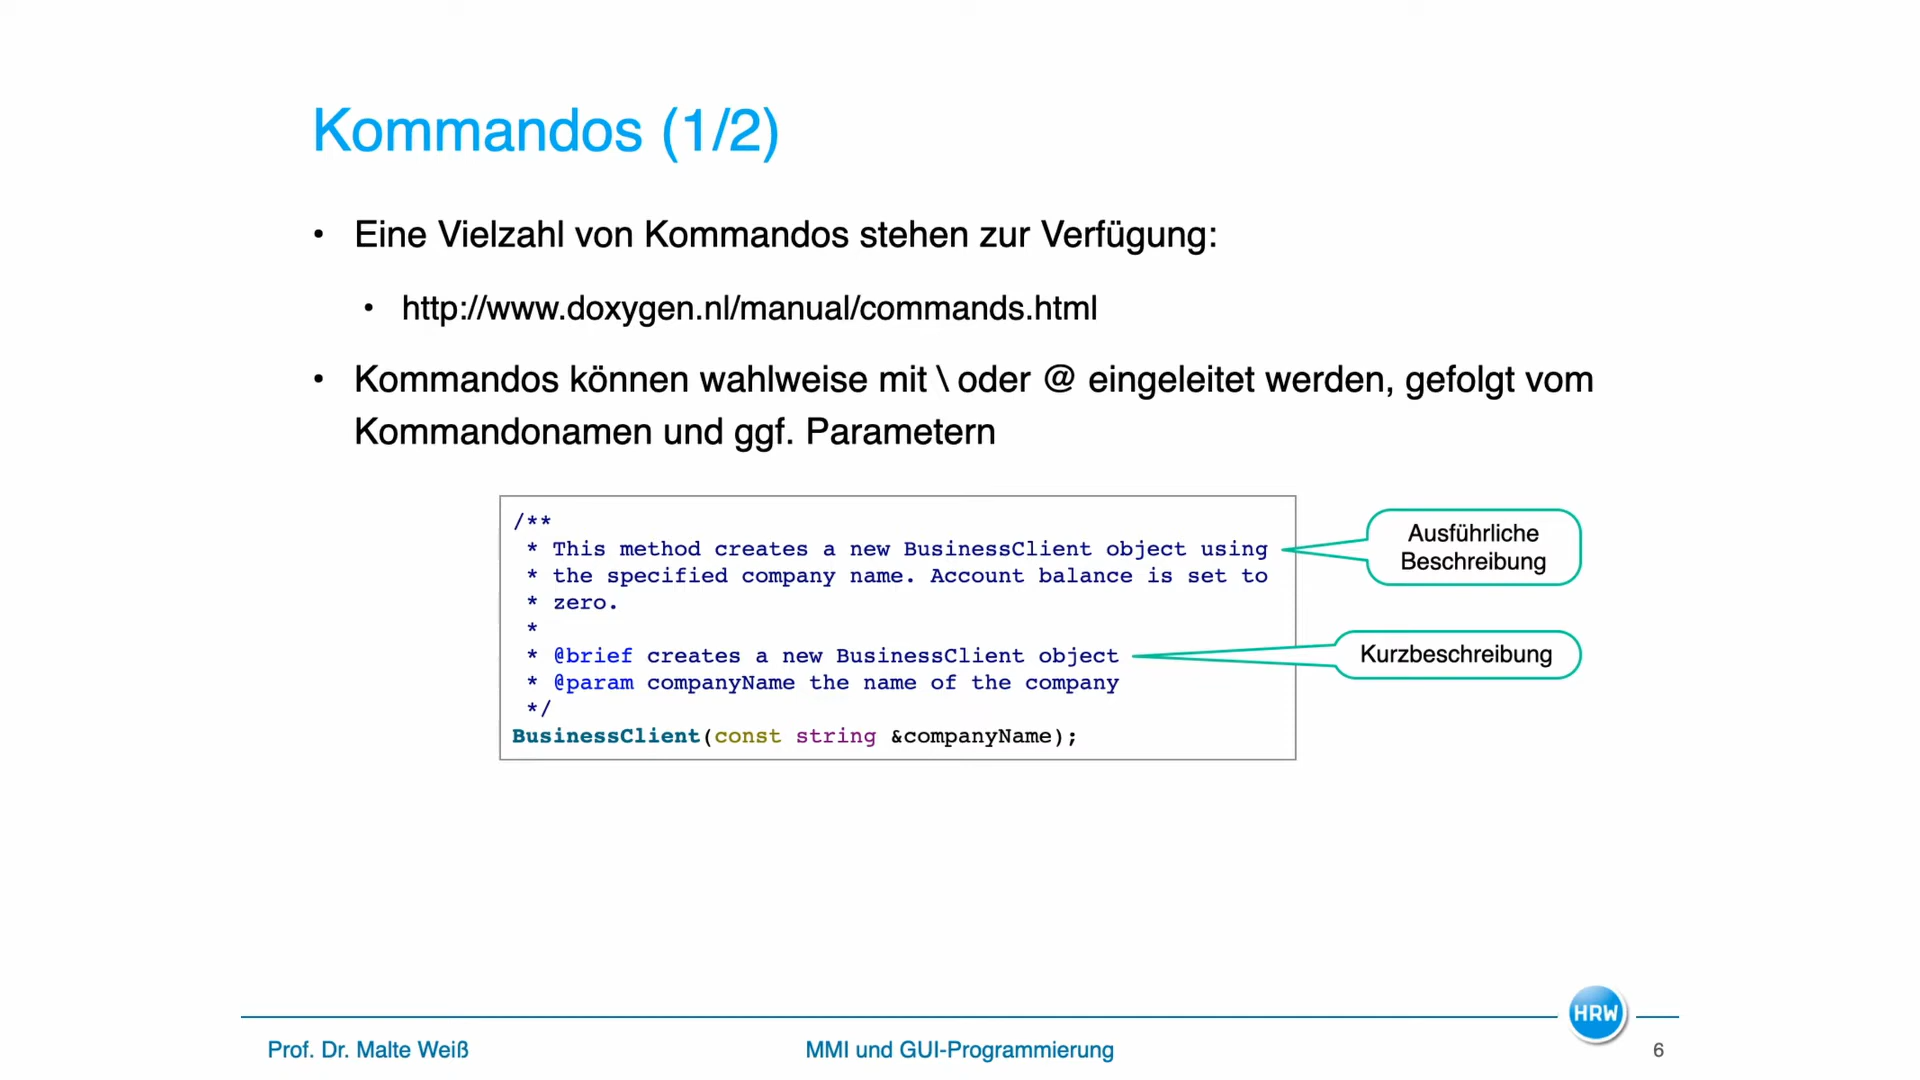 Kommandos (1/2)
• Eine Vielzahl von Kommandos stehen zur Verfügung:
• http://www.doxygen.nl/manual/commands.html
• Kommandos können wahlweise mit \ oder @ eingeleitet werden, gefolgt vom
Kommandonamen und ggf. Parametern
/**
* This method creates a new BusinessClient object using
* the specified company name. Account balance is set to
* zero.
*
* @brief creates a new BusinessClient object
* @param companyName the name of the company
*/
BusinessClient(const string &companyName);
Ausführliche
Beschreibung
Kurzbeschreibung
HRW
Prof. Dr. Malte Weiß
MMI und GUI-Programmierung
6